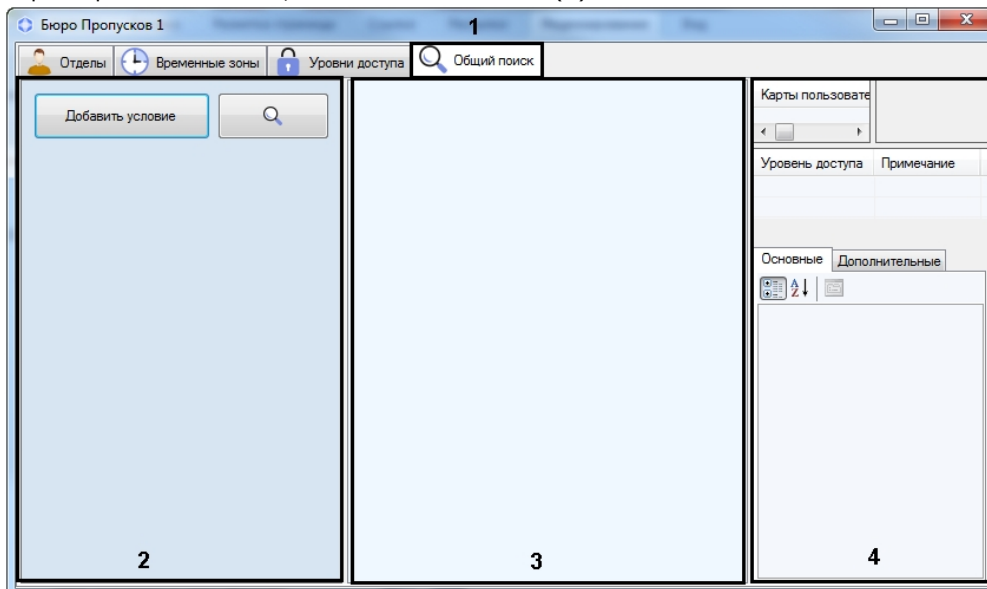 Бюро Пропусков 1
1
Отделы Временные зоны Уровни доступа Общий поиск
Добавить условие
Карты пользовате
Уровень доступа Примечание
Основные Дополнительные
2 3 4